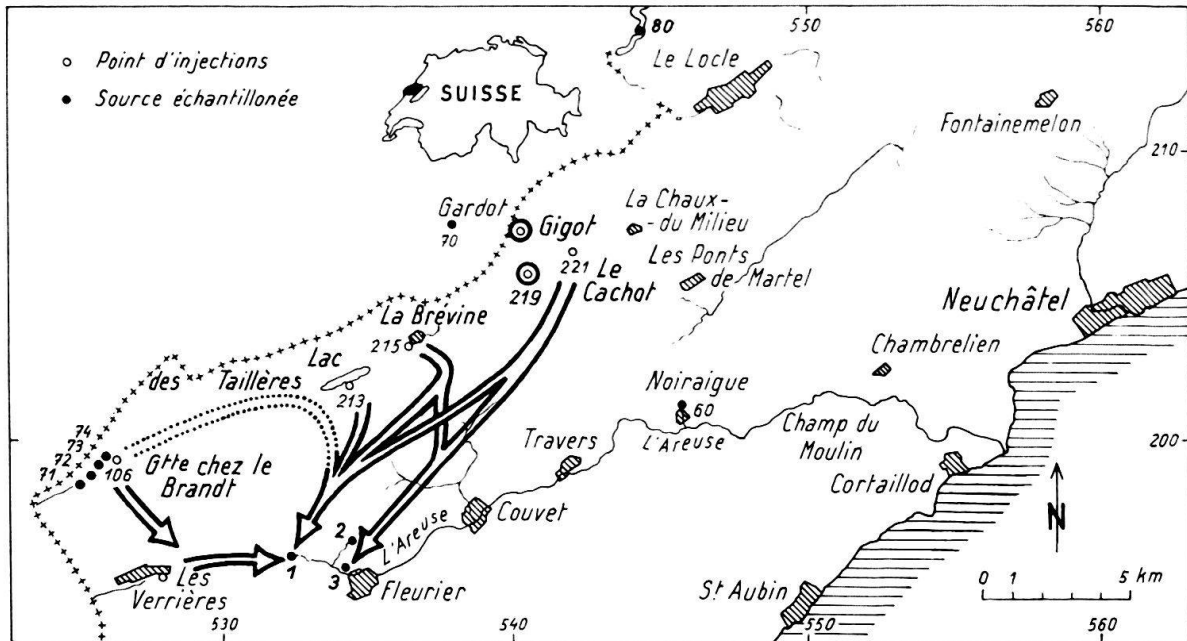 550
560
80
Le Locle
Point d'injections
Source échantillonée
SUISSE
Fontainemelon
210
Gardot
70
Gigot
La Chaux-
-du Milieu
221
Le
Cachot
Les Ponts
de Martel
219
Neuchâtel
La Brévine
215
Lac
des
Taillères
213
Chambrelien
Noiraigue
60
L'Areuse
Champ du
Moulin
200
Travers
74
73
72
71
106
Gtte chez le
Brandt
Cortaillod
N
Couvet
L'Areuse
1
2
3
Fleurier
Les
Verrières
St Aubin
0 1 5 km
530
540
550
560